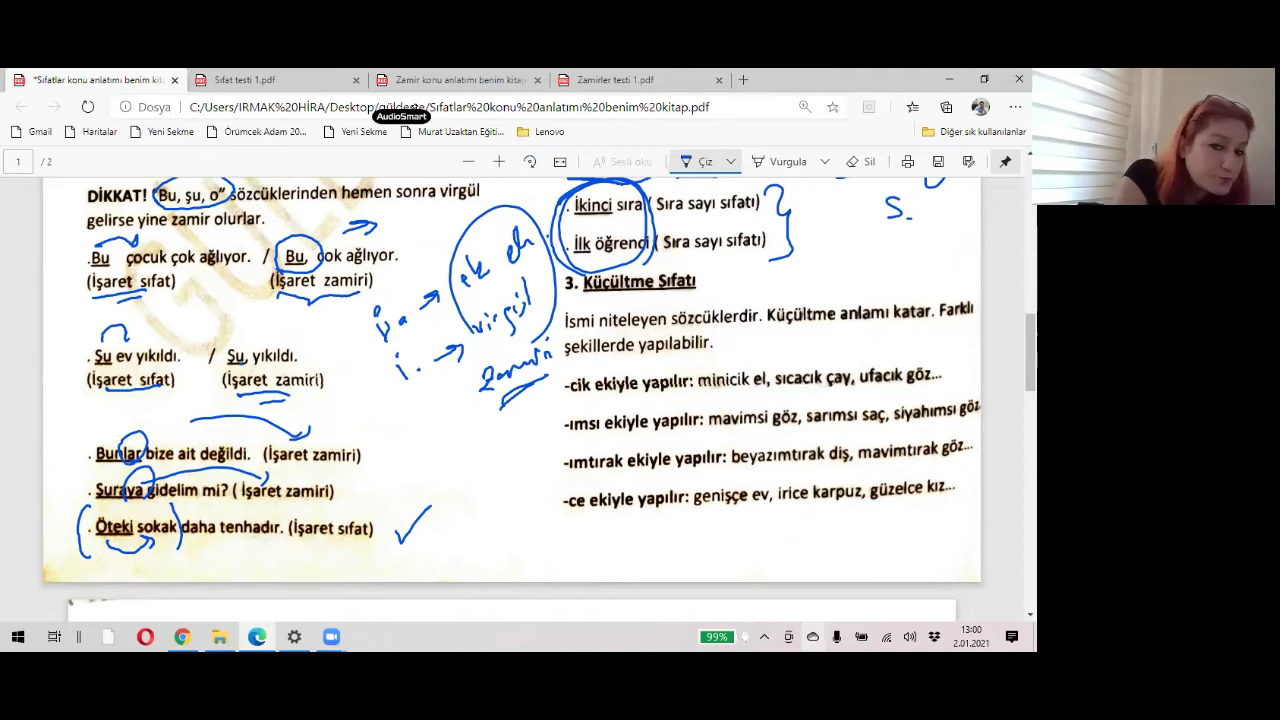 *Sıfatlar konu anlatımı benim kita
Sıfat testi 1.pdf
Zamir konu anlatımı benim kitap
Zamirler testi 1.pdf
Dosya
C:/Users/IRMAK%20HİRA/Desktop/güldeste/Sıfatlar%20konu%20anlatımı%20benim%20kitap.pdf
AudioSmart
Gmail
Haritalar
Yeni Sekme
Örümcek Adam 20...
Yeni Sekme
Murat Uzaktan Eğiti...
Lenovo
Diğer sık kullanılanlar
1 / 2
Sesli oku
Çiz
Vurgula
Sil
DİKKAT! Bu, şu, o” sözcüklerinden hemen sonra virgül
gelirse yine zamir olurlar.
.Bu çocuk çok ağlıyor. / Bu, çok ağlıyor.
(İşaret sıfat) (İşaret zamiri)
. Şu ev yıkıldı. / Şu, yıkıldı.
(İşaret sıfat) (İşaret zamiri)
. Bunlar bize ait değildi. (İşaret zamiri)
. Şuraya gidelim mi? ( İşaret zamiri)
. Öteki sokak daha tenhadır. (İşaret sıfat)
ek
virgül
zamir
. İkinci sıra ( Sıra sayı sıfatı)
. İlk öğrenci ( Sıra sayı sıfatı)
S.
3. Küçültme Sıfatı
İsmi niteleyen sözcüklerdir. Küçültme anlamı katar. Farklı
şekillerde yapılabilir.
-cik ekiyle yapılır: minicik el, sıcacık çay, ufacık göz...
-ımsı ekiyle yapılır: mavimsi göz, sarımsı saç, siyahımsı göz
-ımtırak ekiyle yapılır: beyazımtırak diş, mavimtırak göz...
-ce ekiyle yapılır: genişçe ev, irice karpuz, güzelce kız...
99%
13:00
2.01.2021